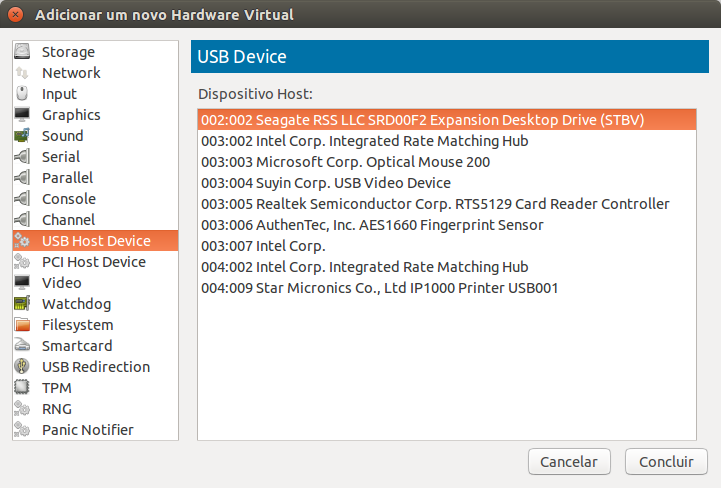 Adicionar um novo Hardware Virtual
Storage
Network
Input
Graphics
Sound
Serial
Parallel
Console
Channel
USB Host Device
PCI Host Device
Video
Watchdog
Filesystem
Smartcard
USB Redirection
TPM
RNG
Panic Notifier
USB Device
Dispositivo Host:
002:002 Seagate RSS LLC SRD00F2 Expansion Desktop Drive (STBV)
003:002 Intel Corp. Integrated Rate Matching Hub
003:003 Microsoft Corp. Optical Mouse 200
003:004 Suyin Corp. USB Video Device
003:005 Realtek Semiconductor Corp. RTS5129 Card Reader Controller
003:006 AuthenTec, Inc. AES1660 Fingerprint Sensor
003:007 Intel Corp.
004:002 Intel Corp. Integrated Rate Matching Hub
004:009 Star Micronics Co., Ltd IP1000 Printer USB001
Cancelar
Concluir